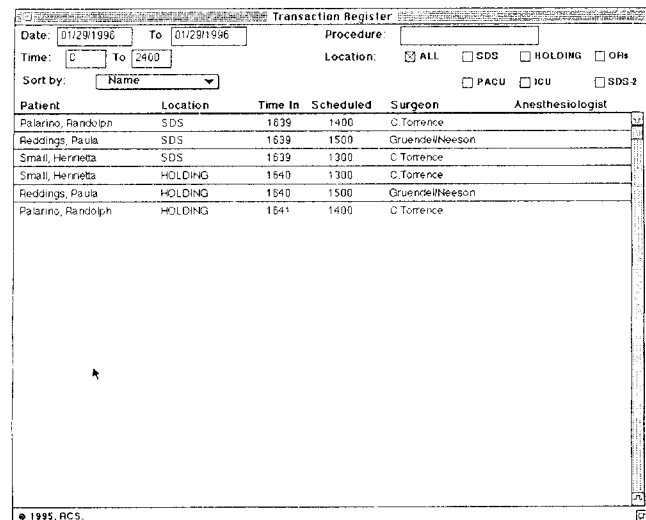 Transaction Register
Date: 01/29/1996 To 01/29/1996 Procedure:
Time: 0 To 2400 Location: ALL SDS HOLDING ORs
Sort by: Name PACU ICU SDS-2
Patient Location Time In Scheduled Surgeon Anesthesiologist
Palarino, Randolph SDS 1639 1400 C.Torrence
Reddings, Paula SDS 1639 1500 Gruendel/Neeson
Small, Henrietta SDS 1639 1300 C Torrence
Small, Henrietta HOLDING 1640 1300 C.Torrence
Reddings, Paula HOLDING 1640 1500 Gruendel/Neeson
Palarino, Randolph HOLDING 1641 1400 C Torrence
© 1995, ACS.